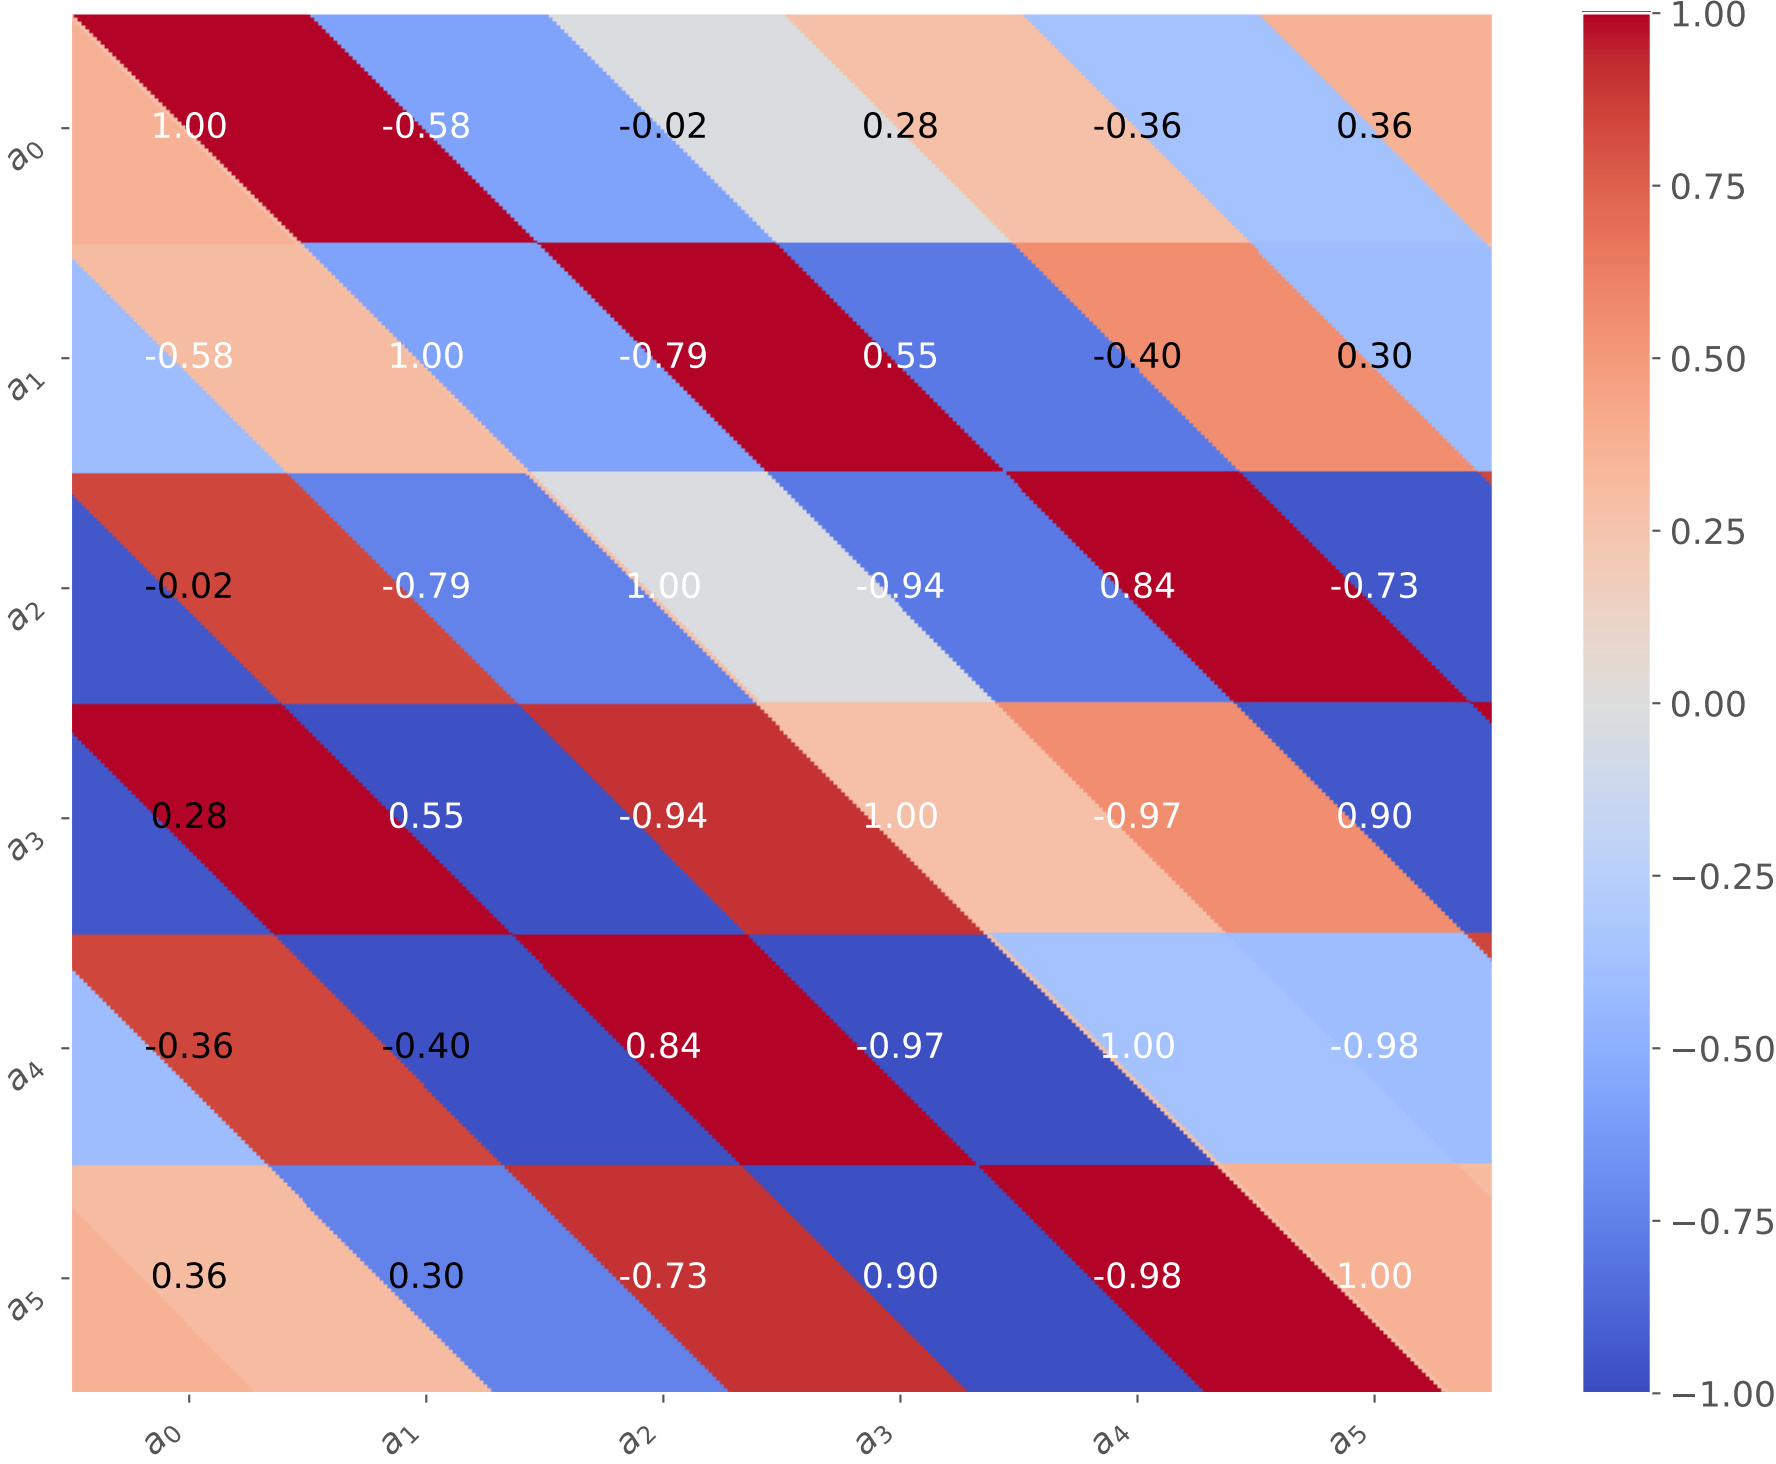 1.00
a0 1.00 -0.58 -0.02 0.28 -0.36 0.36
0.75
a1 -0.58 1.00 -0.79 0.55 -0.40 0.30
0.50
0.25
a2 -0.02 -0.79 1.00 -0.94 0.84 -0.73
0.00
a3 0.28 0.55 -0.94 1.00 -0.97 0.90
−0.25
a4 -0.36 -0.40 0.84 -0.97 1.00 -0.98
−0.50
−0.75
a5 0.36 0.30 -0.73 0.90 -0.98 1.00
−1.00
a0 a1 a2 a3 a4 a5